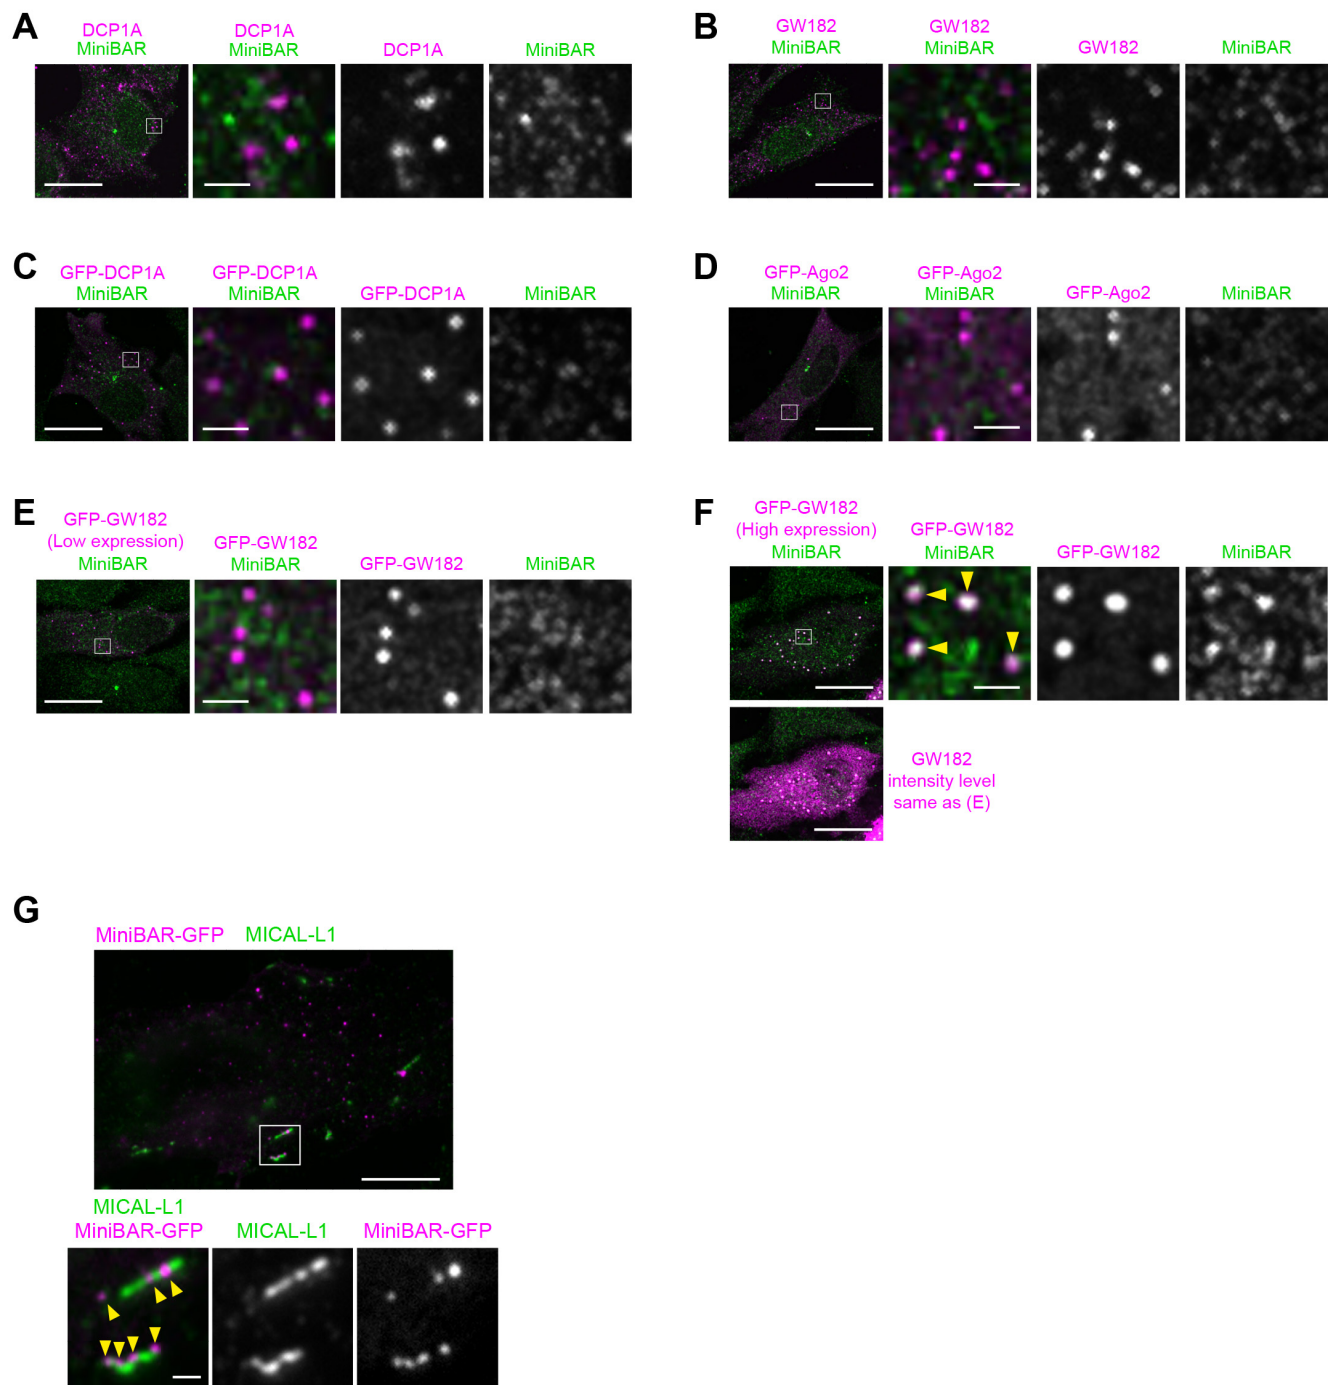 A
DCP1A
MiniBAR
DCP1A
MiniBAR
DCP1A
MiniBAR
B
GW182
MiniBAR
GW182
MiniBAR
GW182
MiniBAR
C
GFP-DCP1A
MiniBAR
GFP-DCP1A
MiniBAR
GFP-DCP1A
MiniBAR
D
GFP-Ago2
MiniBAR
GFP-Ago2
MiniBAR
GFP-Ago2
MiniBAR
E
GFP-GW182
(Low expression)
MiniBAR
GFP-GW182
MiniBAR
GFP-GW182
MiniBAR
F
GFP-GW182
(High expression)
MiniBAR
GFP-GW182
MiniBAR
GFP-GW182
MiniBAR
GW182
intensity level
same as (E)
G
MiniBAR-GFP MICAL-L1
MICAL-L1
MiniBAR-GFP
MICAL-L1
MiniBAR-GFP